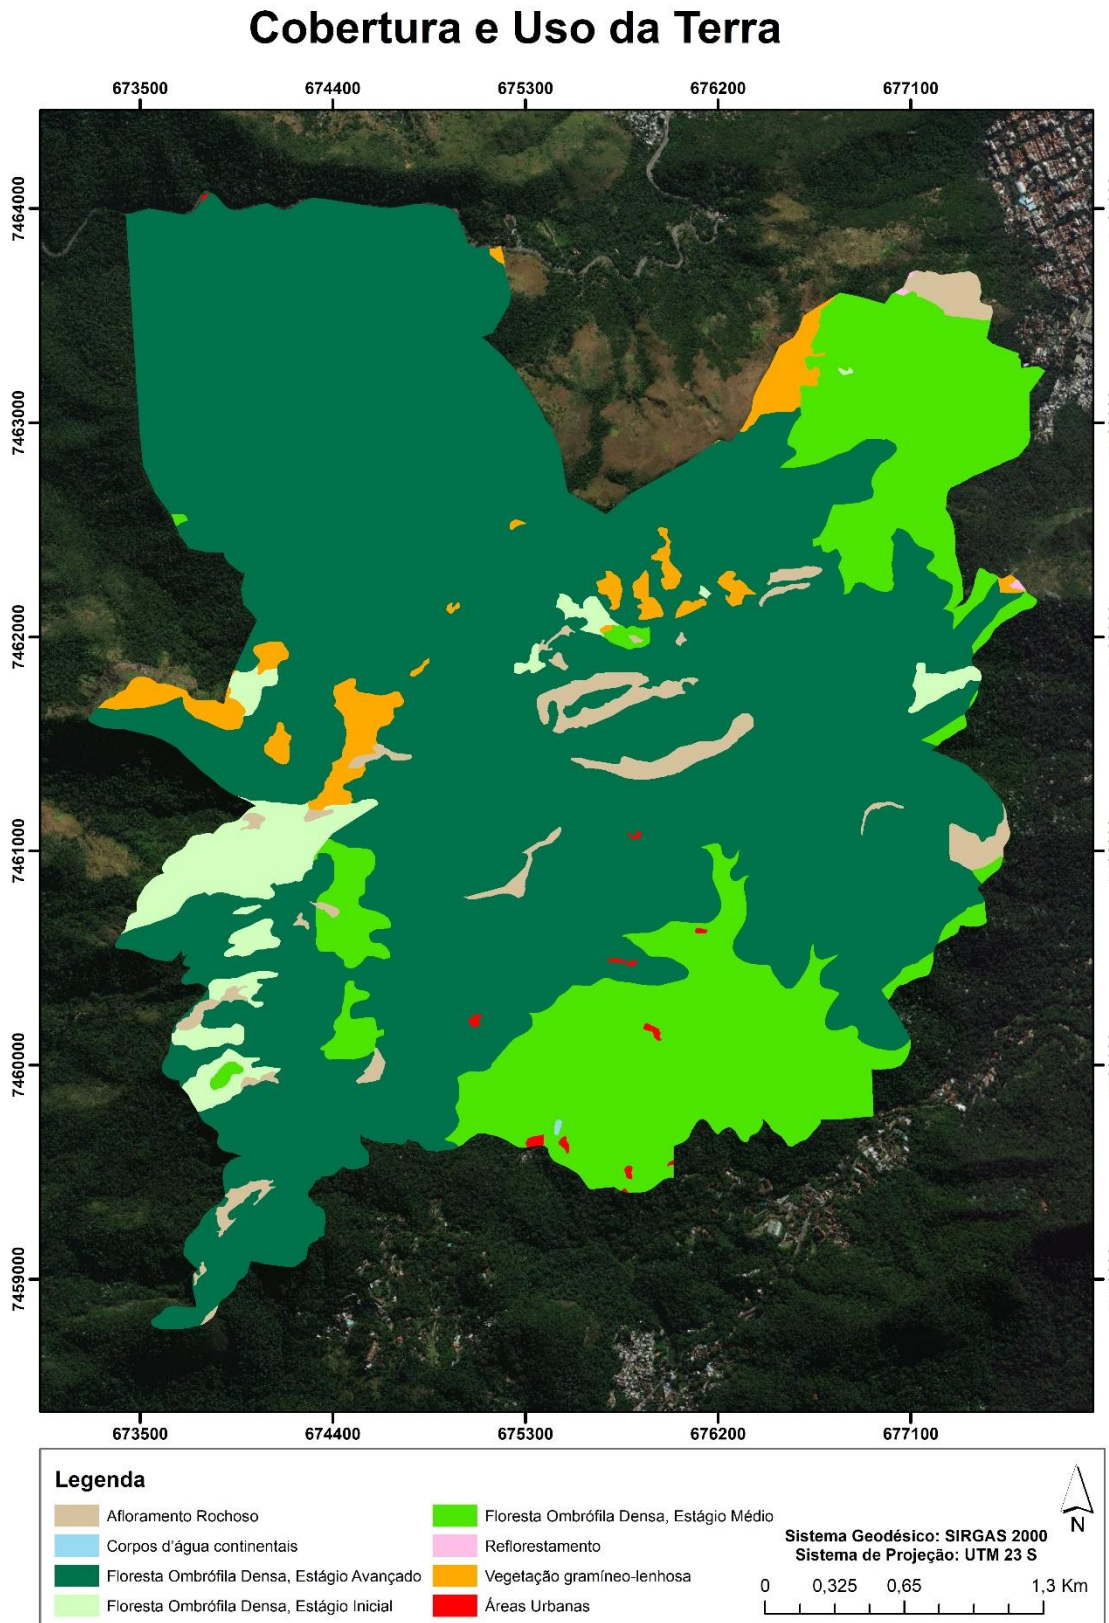 Cobertura e Uso da Terra
673500 674400 675300 676200 677100
7464000
7463000
7462000
7461000
7460000
7459000
673500 674400 675300 676200 677100
Legenda
Afloramento Rochoso
Corpos d'água continentais
Floresta Ombrófila Densa, Estágio Avançado
Floresta Ombrófila Densa, Estágio Inicial
Floresta Ombrófila Densa, Estágio Médio
Reflorestamento
Vegetação gramíneo-lenhosa
Áreas Urbanas
N
Sistema Geodésico: SIRGAS 2000
Sistema de Projeção: UTM 23 S
0 0,325 0,65 1,3 Km